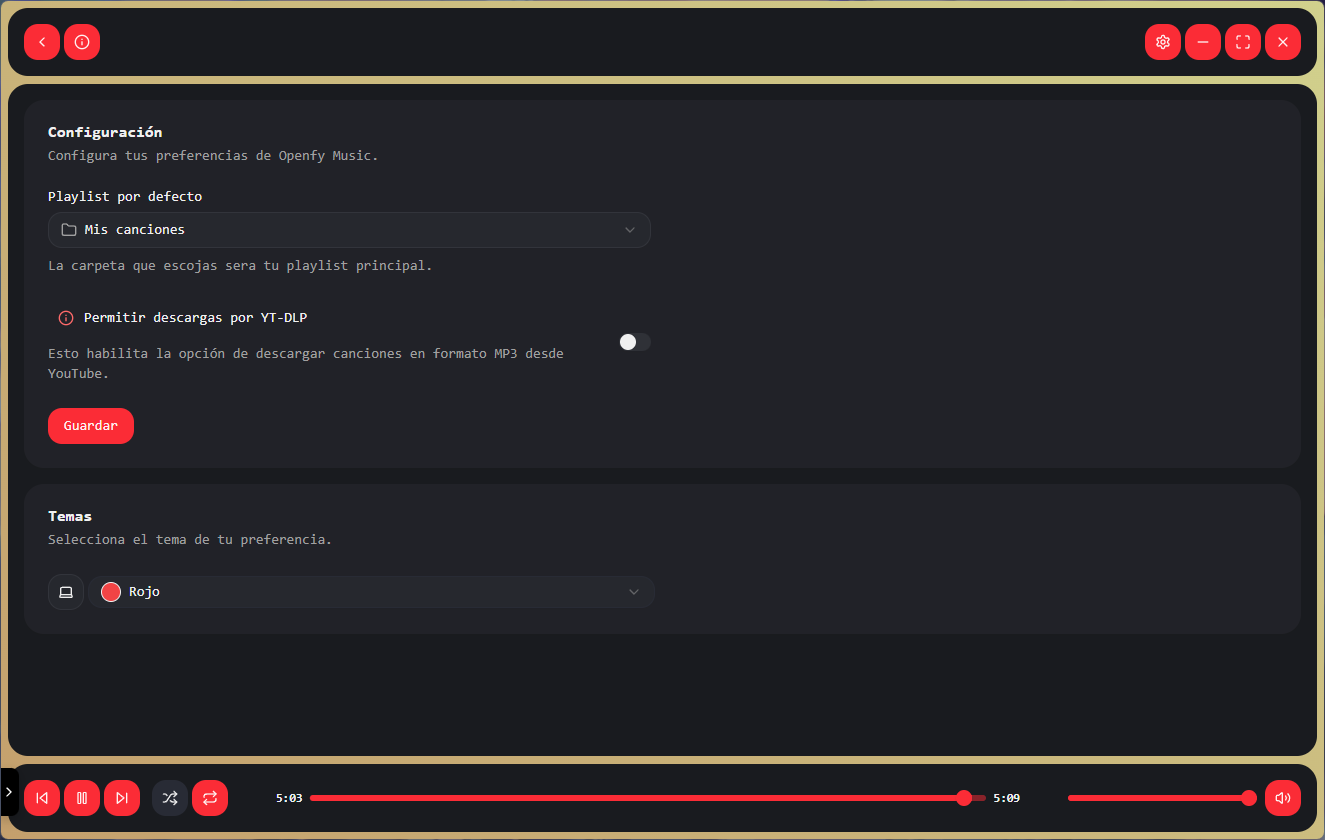 Configuración
Configura tus preferencias de Openfy Music.
Playlist por defecto
Mis canciones
La carpeta que escojas sera tu playlist principal.
Permitir descargas por YT-DLP
Esto habilita la opción de descargar canciones en formato MP3 desde
YouTube.
Guardar
Temas
Selecciona el tema de tu preferencia.
Rojo
5:03
5:09